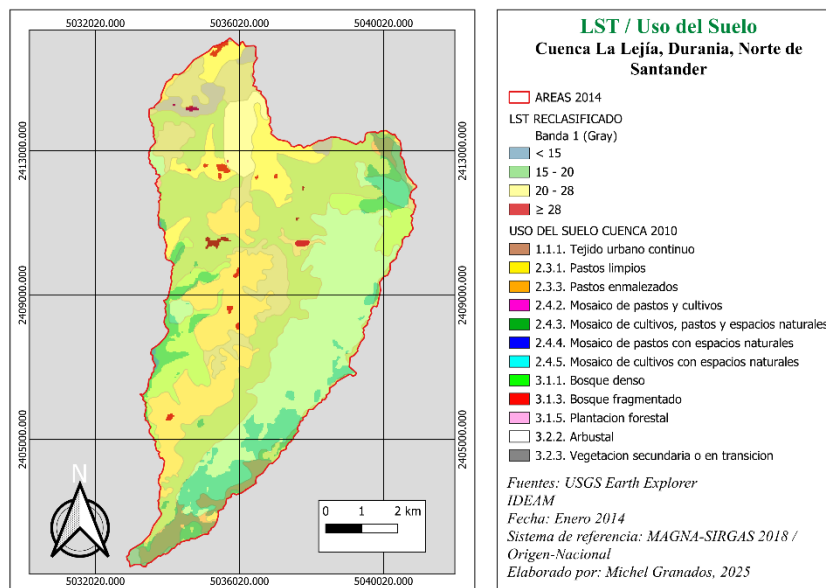 5032020.000 5036020.000 5040020.000
2413000.000 2413000.000
2409000.000 2409000.000
2405000.000 2405000.000
N
0 1 2 km
5032020.000 5036020.000 5040020.000
LST / Uso del Suelo
Cuenca La Lejía, Durania, Norte de
Santander
AREAS 2014
LST RECLASIFICADO
Banda 1 (Gray)
< 15
15 - 20
20 - 28
≥ 28
USO DEL SUELO CUENCA 2010
1.1.1. Tejido urbano continuo
2.3.1. Pastos limpios
2.3.3. Pastos enmalezados
2.4.2. Mosaico de pastos y cultivos
2.4.3. Mosaico de cultivos, pastos y espacios naturales
2.4.4. Mosaico de pastos con espacios naturales
2.4.5. Mosaico de cultivos con espacios naturales
3.1.1. Bosque denso
3.1.3. Bosque fragmentado
3.1.5. Plantacion forestal
3.2.2. Arbustal
3.2.3. Vegetacion secundaria o en transicion
Fuentes: USGS Earth Explorer
IDEAM
Fecha: Enero 2014
Sistema de referencia: MAGNA-SIRGAS 2018 /
Origen-Nacional
Elaborado por: Michel Granados, 2025